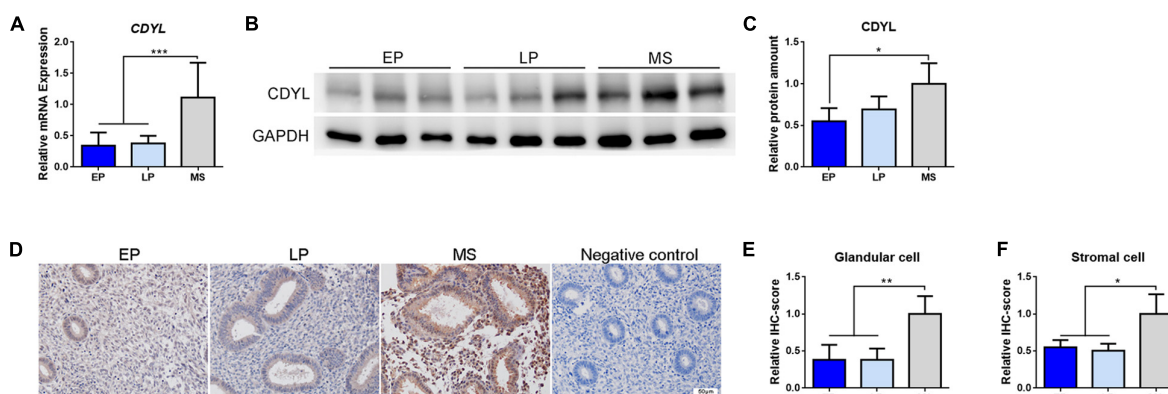 A
CDYL
Relative mRNA Expression
2.0
1.5
1.0
0.5
0.0
***
EP
LP
MS
B
EP
LP
MS
CDYL
GAPDH
C
CDYL
Relative protein amount
1.5
1.0
0.5
0.0
*
EP
LP
MS
D
EP
LP
MS
Negative control
50μm
E
Glandular cell
Relative IHC-score
1.5
1.0
0.5
0.0
**
F
Stromal cell
Relative IHC-score
1.5
1.0
0.5
0.0
*